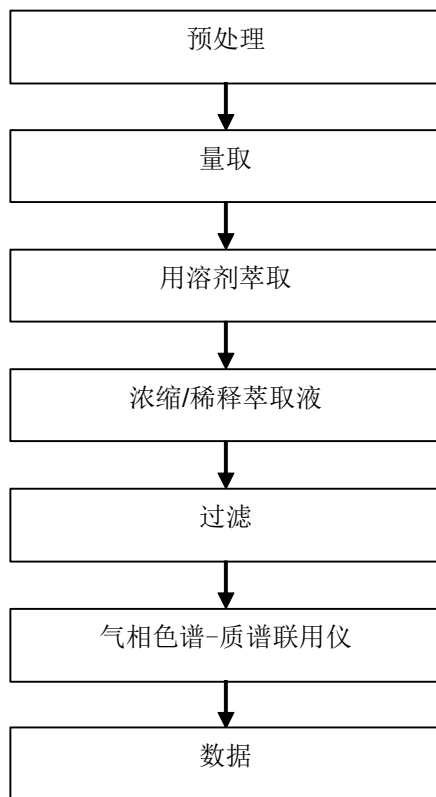 预处理
量取
用溶剂萃取
浓缩/稀释萃取液
过滤
气相色谱-质谱联用仪
数据